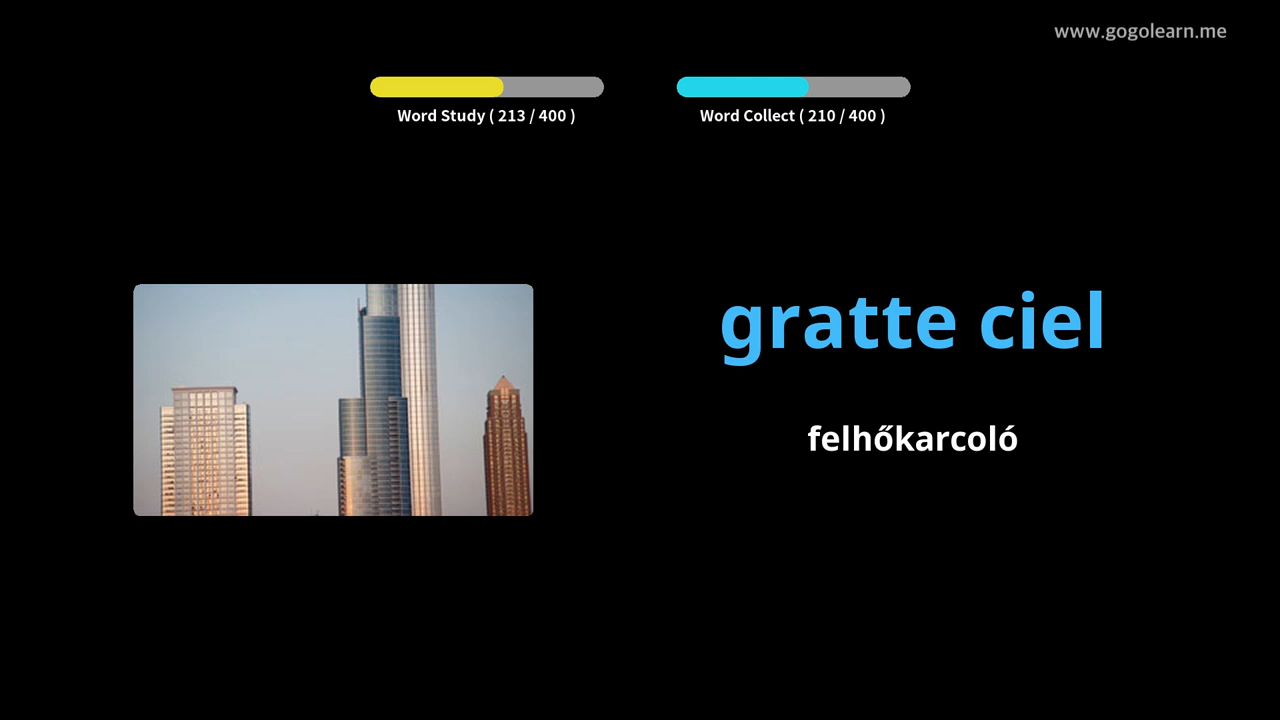 www.gogolearn.me
Word Study ( 213 / 400 )
Word Collect ( 210 / 400 )
gratte ciel
felhőkarcoló